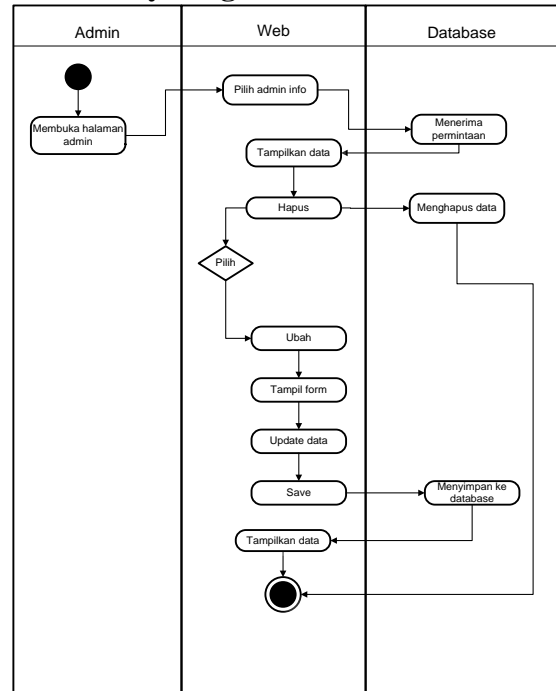 Admin
Web
Database
Pilih admin info
Membuka halaman
admin
Menerima
permintaan
Tampilkan data
Hapus
Menghapus data
Pilih
Ubah
Tampil form
Update data
Save
Menyimpan ke
database
Tampilkan data